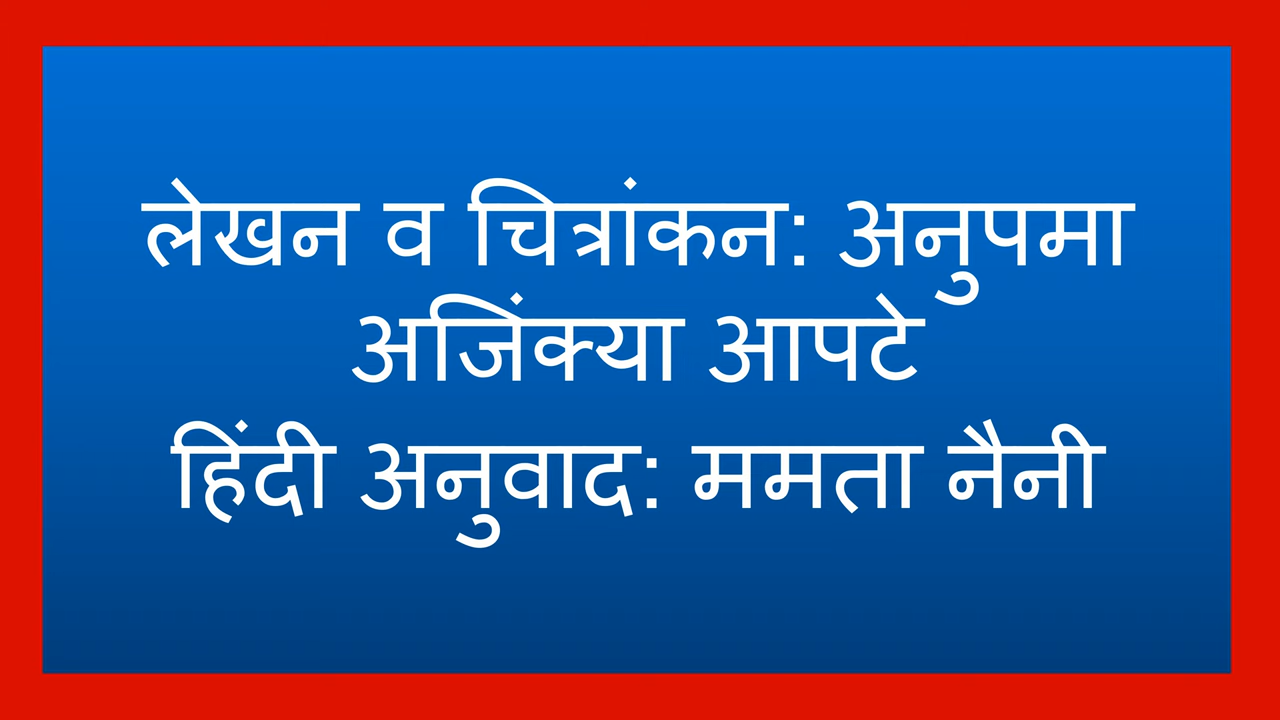 लेखन व चित्रांकन: अनुपमा
अजिंक्या आपटे
हिंदी अनुवाद: ममता नैनी